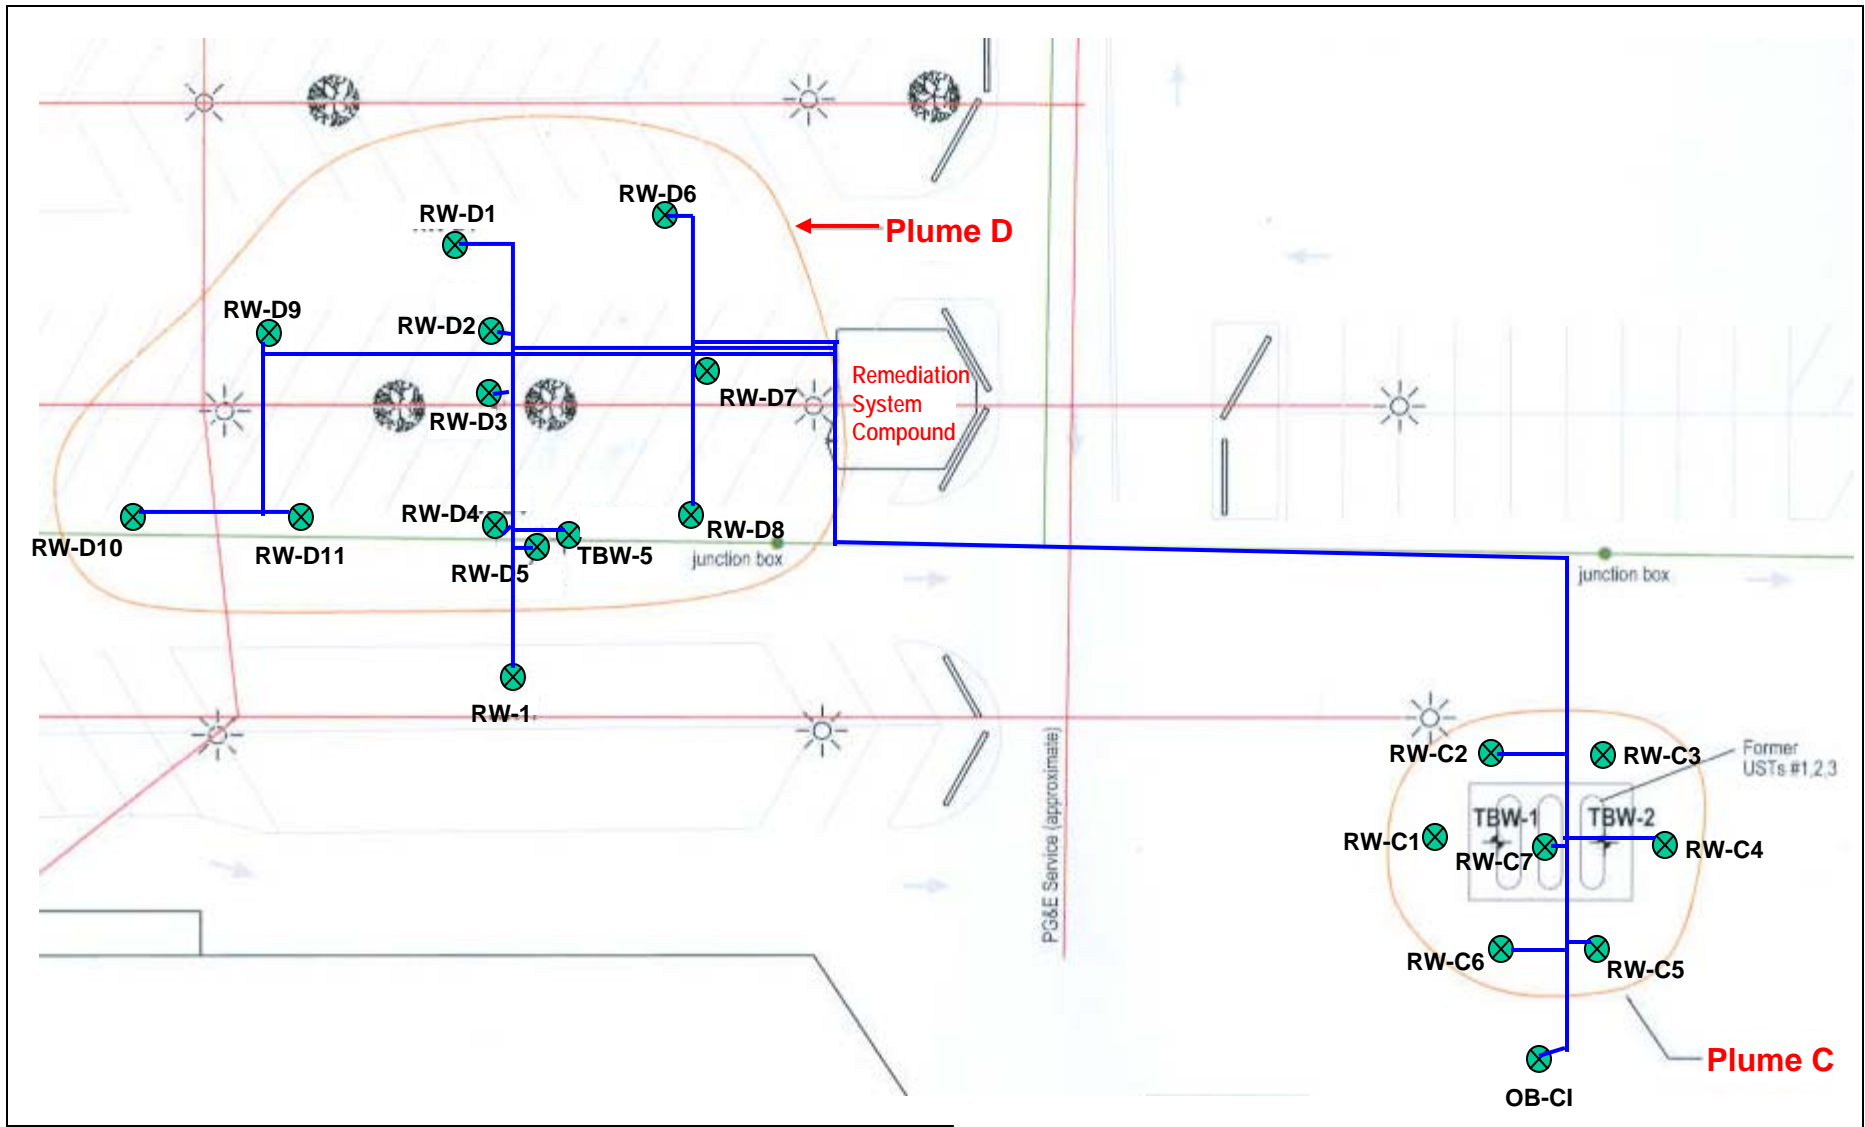 RW-D6
RW-D1
Plume D
RW-D9
RW-D2
Remediation
System
Compound
RW-D7
RW-D3
RW-D4
RW-D8
RW-D10
RW-D11
RW-D5
TBW-5
junction box
junction box
RW-1
PG&E Service (approximate)
RW-C2
RW-C3
Former
USTs #1,2,3
TBW-1
TBW-2
RW-C1
RW-C7
RW-C4
RW-C6
RW-C5
Plume C
OB-CI